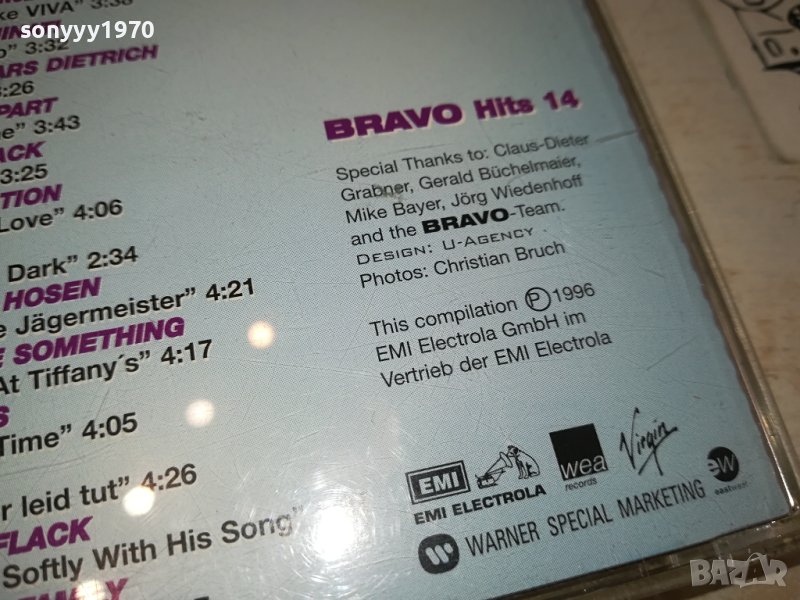 sonyyy1970
ke VIVA" 3:38
" 3:32
ARS DIETRICH
3:26
PART
e" 3:43
ACK
3:25
TION
Love" 4:06
Dark" 2:34
HOSEN
e Jägermeister" 4:21
E SOMETHING
At Tiffany´s" 4:17
S
Time" 4:05
r leid tut" 4:26
FLACK
Softly With His Song"
BRAVO Hits 14
Special Thanks to: Claus-Dieter
Grabner, Gerald Büchelmaier,
Mike Bayer, Jörg Wiedenhoff
and the BRAVO-Team.
DESIGN: U-AGENCY
Photos: Christian Bruch
This compilation Ⓟ 1996
EMI Electrola GmbH im
Vertrieb der EMI Electrola
EMI
EMI ELECTROLA
wea
records
Virgin
ew
eastwest
WARNER SPECIAL MARKETING
BAZAR
bg